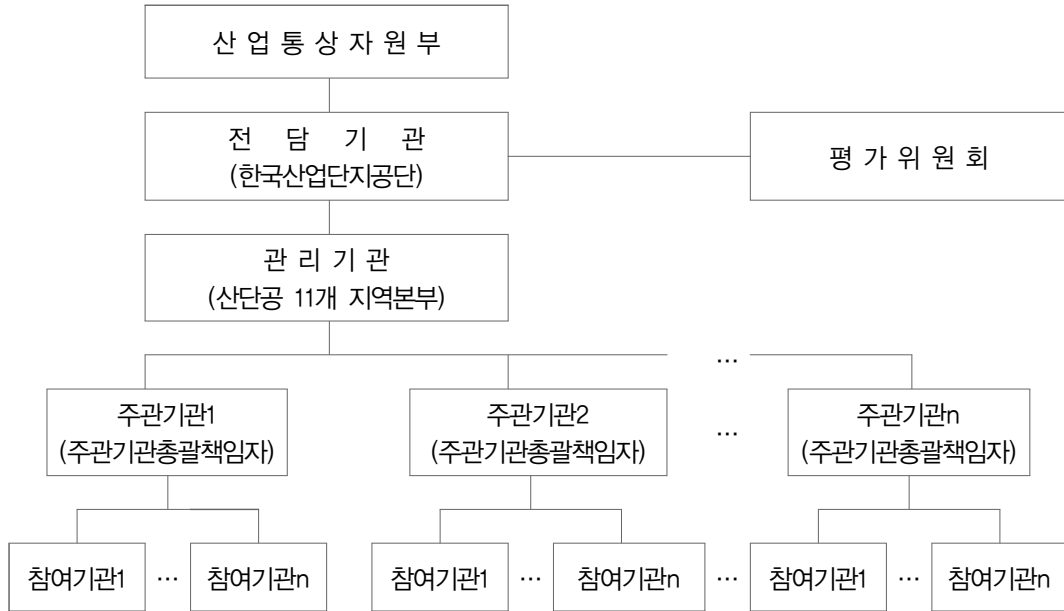 산 업 통 상 자 원 부
전 담 기 관
(한국산업단지공단)
평 가 위 원 회
관 리 기 관
(산단공 11개 지역본부)
…
주관기관1
(주관기관총괄책임자)
주관기관2
(주관기관총괄책임자)
…
주관기관n
(주관기관총괄책임자)
참여기관1 … 참여기관n 참여기관1 … 참여기관n … 참여기관1 … 참여기관n